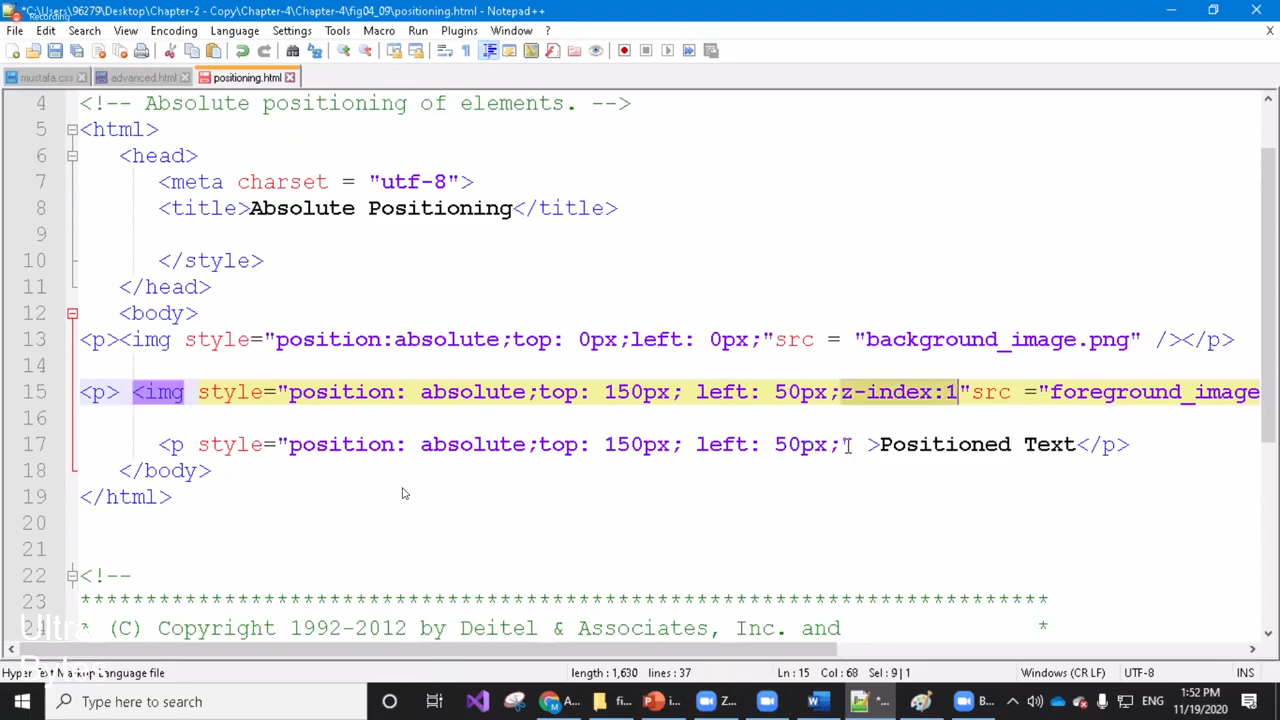 *C:\Users\96279\Desktop\Chapter-2 - Copy\Chapter-4\Chapter-4\fig04_09\positioning.html - Notepad++
Recording
File Edit Search View Encoding Language Settings Tools Macro Run Plugins Window ? X
mustafa.css advanced.html positioning.html
4 <!-- Absolute positioning of elements. -->
5 <html>
6 <head>
7 <meta charset = "utf-8">
8 <title>Absolute Positioning</title>
9
10 </style>
11 </head>
12 <body>
13 <p><img style="position:absolute;top: 0px;left: 0px;"src = "background_image.png" /></p>
14
15 <p> <img style="position: absolute;top: 150px; left: 50px;z-index:1"src ="foreground_image
16
17 <p style="position: absolute;top: 150px; left: 50px;" >Positioned Text</p>
18 </body>
19 </html>
20
21
22 <!--
23 **************************************************************************
24 * (C) Copyright 1992-2012 by Deitel & Associates, Inc. and *
Ultra
Bytes
Hyper Text Markup Language file length : 1,630 lines : 37 Ln : 15 Col : 68 Sel : 9 | 1 Windows (CR LF) UTF-8 INS
Type here to search A... fi... i... Z... *... B... ENG 1:52 PM
11/19/2020